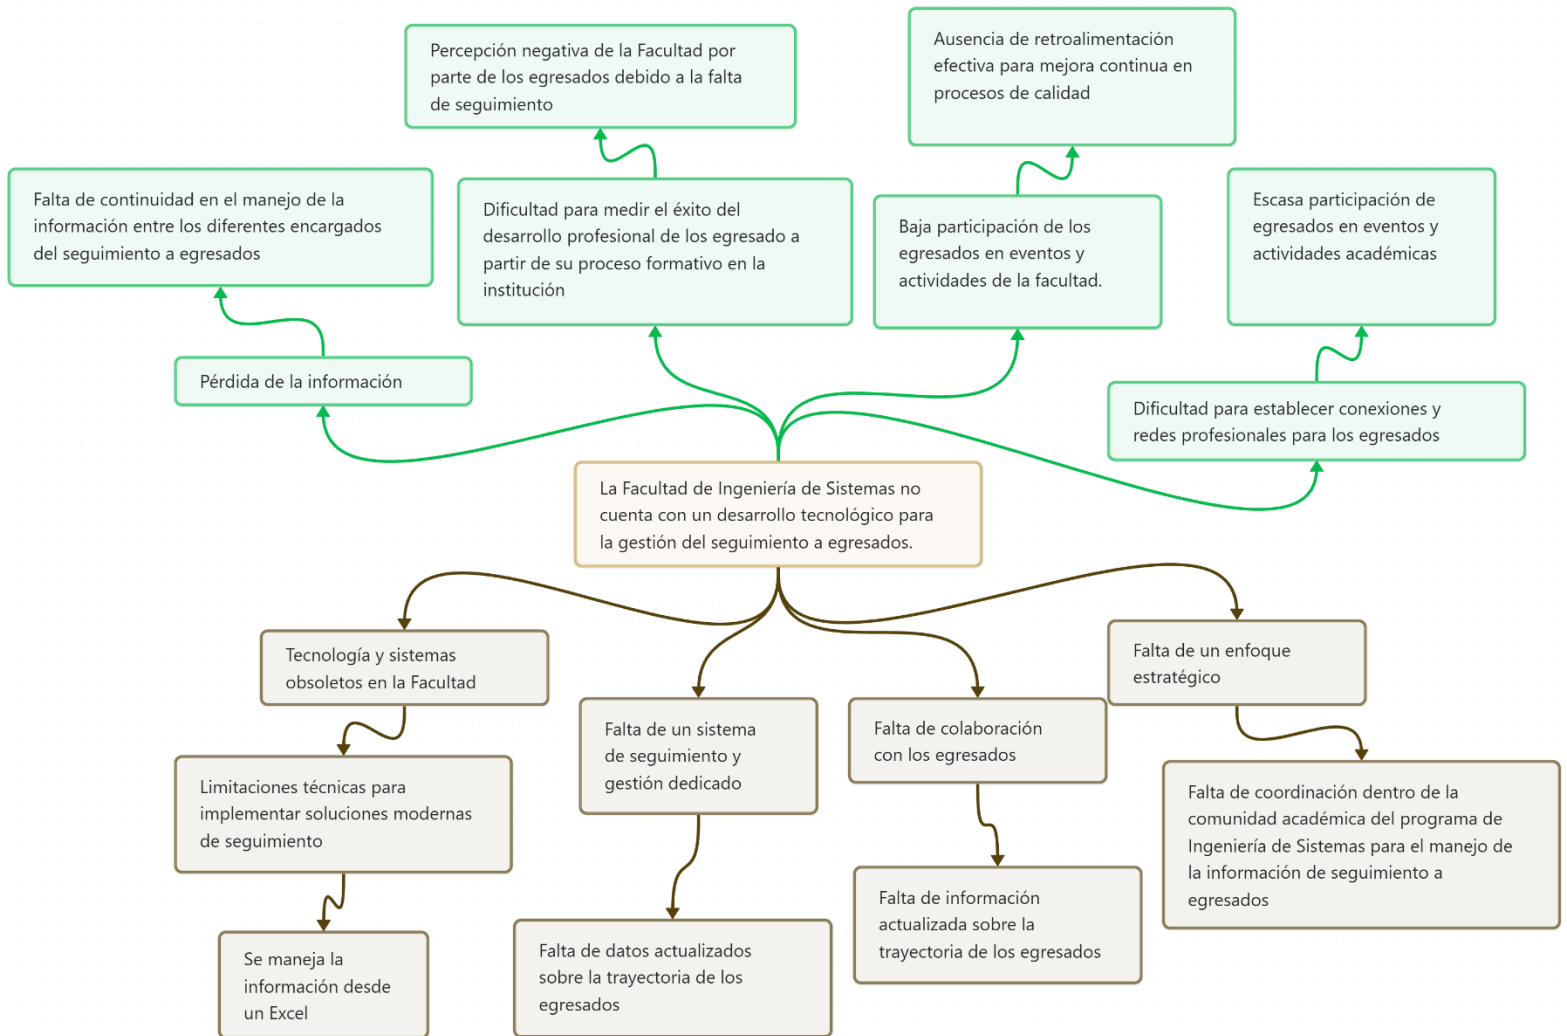 Percepción negativa de la Facultad por
parte de los egresados debido a la falta
de seguimiento
Ausencia de retroalimentación
efectiva para mejora continua en
procesos de calidad
Falta de continuidad en el manejo de la
información entre los diferentes encargados
del seguimiento a egresados
Dificultad para medir el éxito del
desarrollo profesional de los egresado a
partir de su proceso formativo en la
institución
Baja participación de los
egresados en eventos y
actividades de la facultad.
Escasa participación de
egresados en eventos y
actividades académicas
Pérdida de la información
Dificultad para establecer conexiones y
redes profesionales para los egresados
La Facultad de Ingeniería de Sistemas no
cuenta con un desarrollo tecnológico para
la gestión del seguimiento a egresados.
Tecnología y sistemas
obsoletos en la Facultad
Falta de un sistema
de seguimiento y
gestión dedicado
Falta de colaboración
con los egresados
Falta de un enfoque
estratégico
Limitaciones técnicas para
implementar soluciones modernas
de seguimiento
Falta de coordinación dentro de la
comunidad académica del programa de
Ingeniería de Sistemas para el manejo de
la información de seguimiento a
egresados
Se maneja la
información desde
un Excel
Falta de datos actualizados
sobre la trayectoria de los
egresados
Falta de información
actualizada sobre la
trayectoria de los egresados